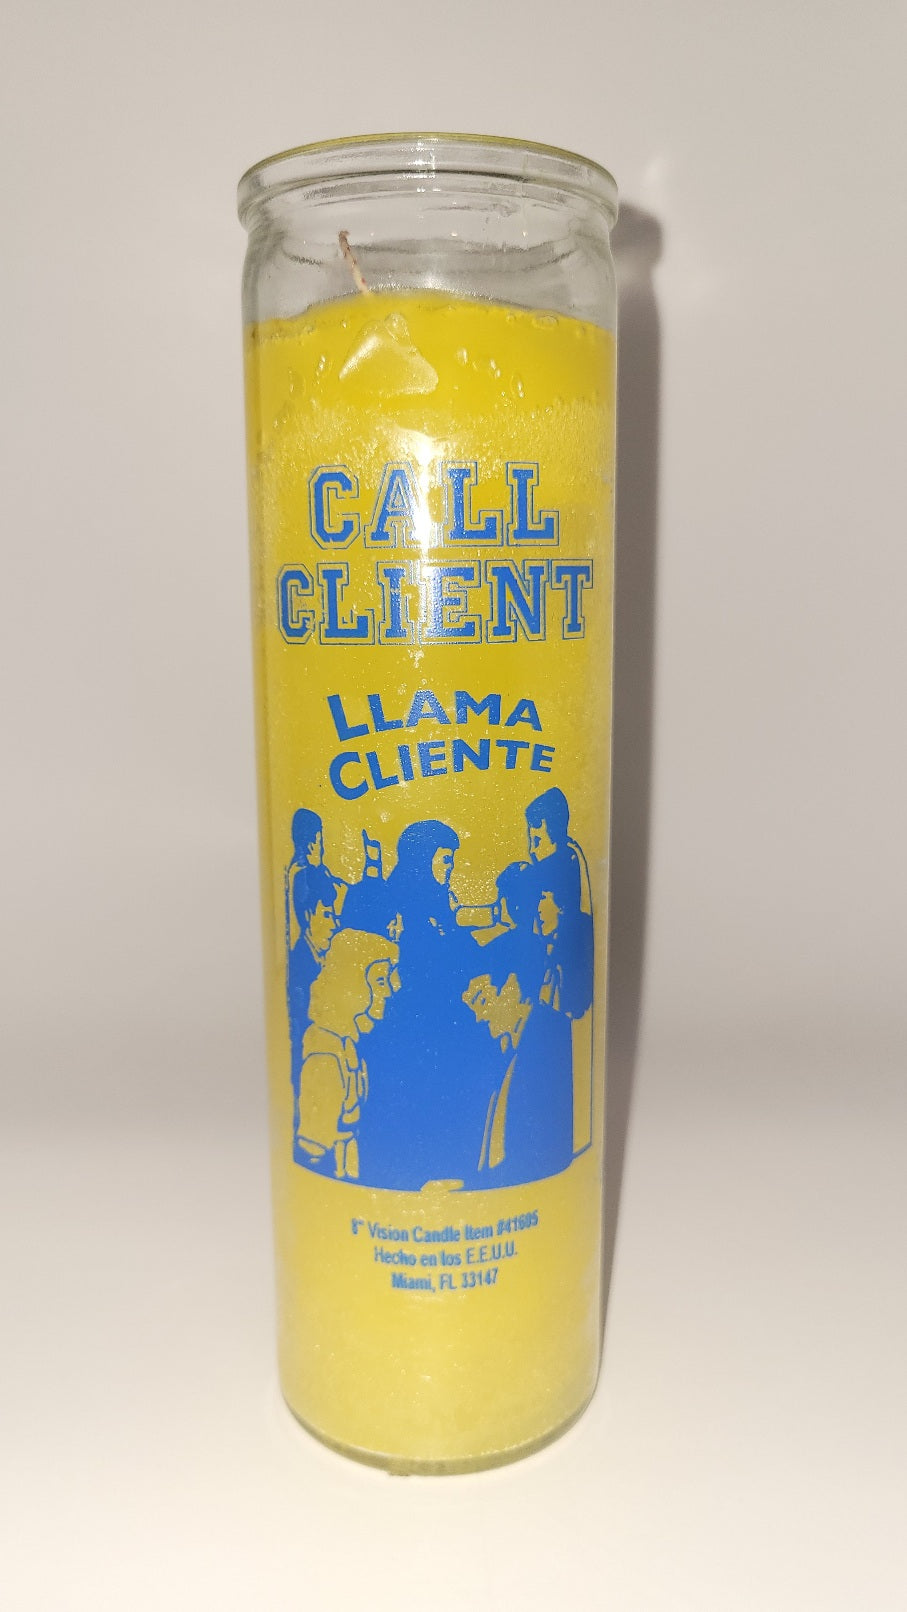 CALL
CLIENT
LLAMA
CLIENTE
8" Vision Candle Item #41605
Hecho en los E.E.U.U.
Miami, FL 33147